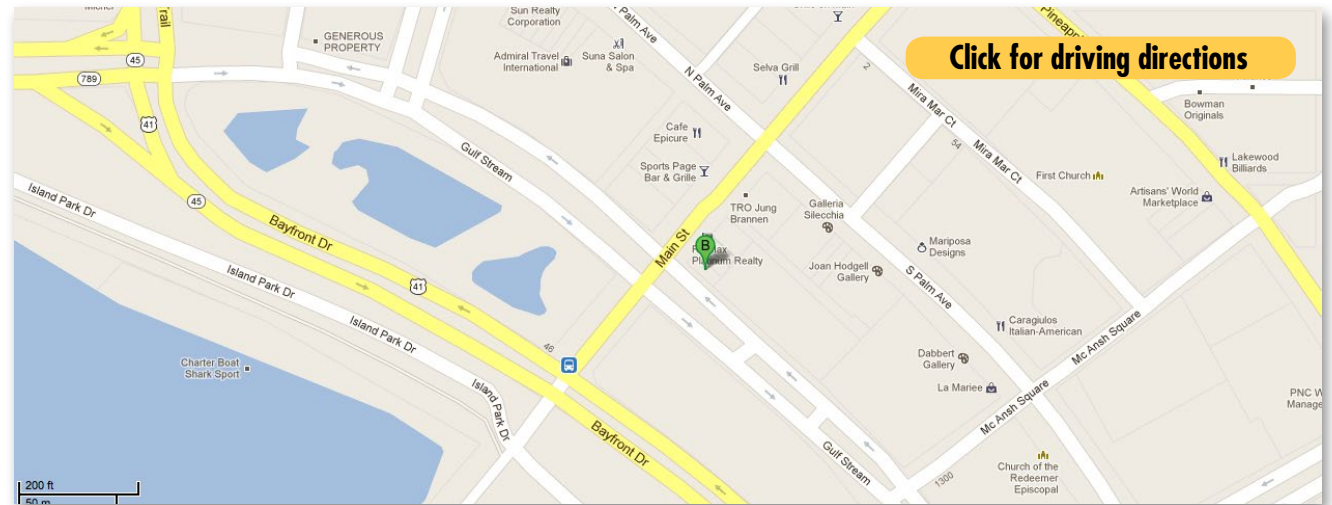 Sun Realty
Corporation
GENEROUS
PROPERTY
Trail
N Palm Ave
Pineapple
Click for driving directions
Admiral Travel
International
Suna Salon
& Spa
45
Selva Grill
2
789
N Palm Ave
Mira Mar Ct
Bowman
Originals
41
Cafe
Epicure
54
Mira Mar Ct
Gulf Stream
Sports Page
Bar & Grille
Lakewood
Billiards
First Church
Artisans' World
Marketplace
Island Park Dr
45
TRO Jung
Brannen
Galleria
Silecchia
Bayfront Dr
Main St
B
Platinum Realty
Mariposa
Designs
Joan Hodgell
Gallery
S Palm Ave
Island Park Dr
41
Island Park Dr
Caragiulos
Italian-American
Mc Ansh Square
46
Charter Boat
Shark Sport
Dabbert
Gallery
La Mariee
Island Park Dr
Mc Ansh Square
PNC W
Manage
Bayfront Dr
Gulf Stream
Church of the
Redeemer
Episcopal
1300
200 ft
50 m